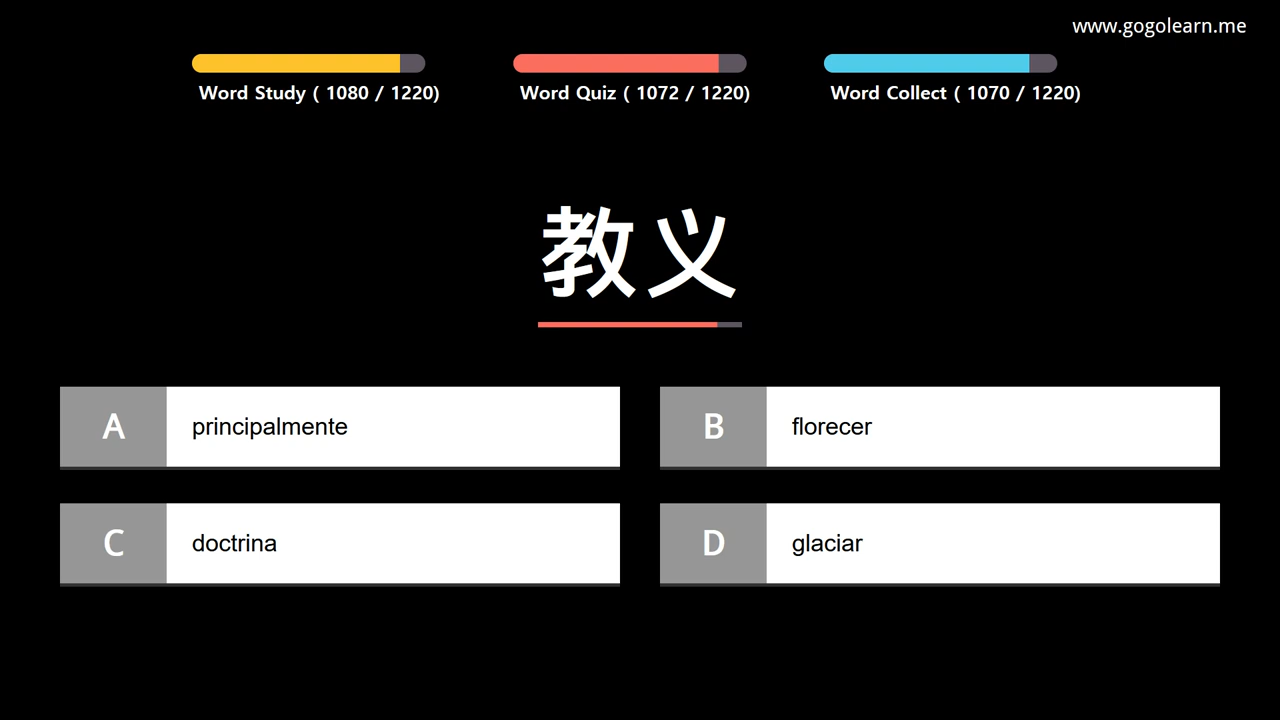 www.gogolearn.me
Word Study ( 1080 / 1220)
Word Quiz ( 1072 / 1220)
Word Collect ( 1070 / 1220)
教义
A principalmente
B florecer
C doctrina
D glaciar